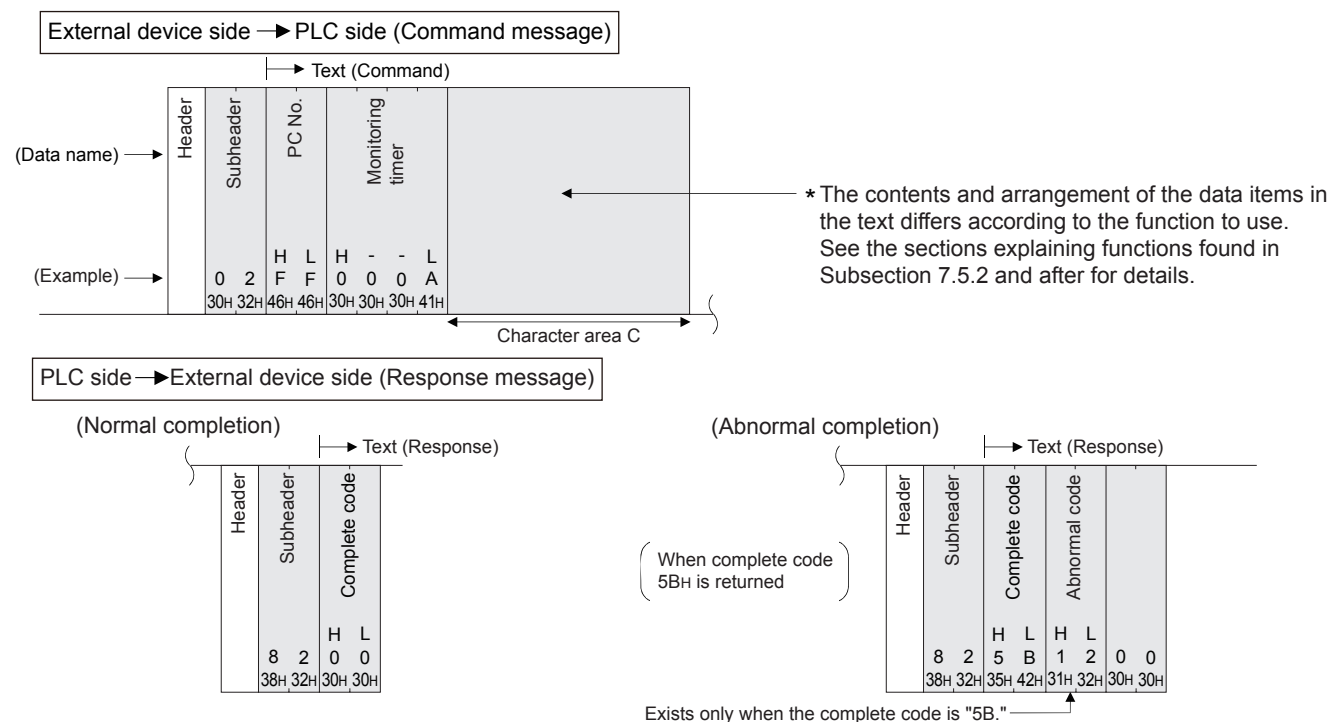 External device side → PLC side (Command message)
Text (Command)
(Data name)
Header
Subheader
PC No.
Monitoring
timer
* The contents and arrangement of the data items in
the text differs according to the function to use.
See the sections explaining functions found in
Subsection 7.5.2 and after for details.
H L H - - L
(Example) 0 2 F F 0 0 0 A
30H 32H 46H 46H 30H 30H 30H 41H
Character area C
PLC side → External device side (Response message)
(Normal completion)
Text (Response)
Header
Subheader
Complete code
H L
8 2 0 0
38H 32H 30H 30H
(Abnormal completion)
Text (Response)
When complete code
5BH is returned
Header
Subheader
Complete code
Abnormal code
H L H L
8 2 5 B 1 2 0 0
38H 32H 35H 42H 31H 32H 30H 30H
Exists only when the complete code is "5B."